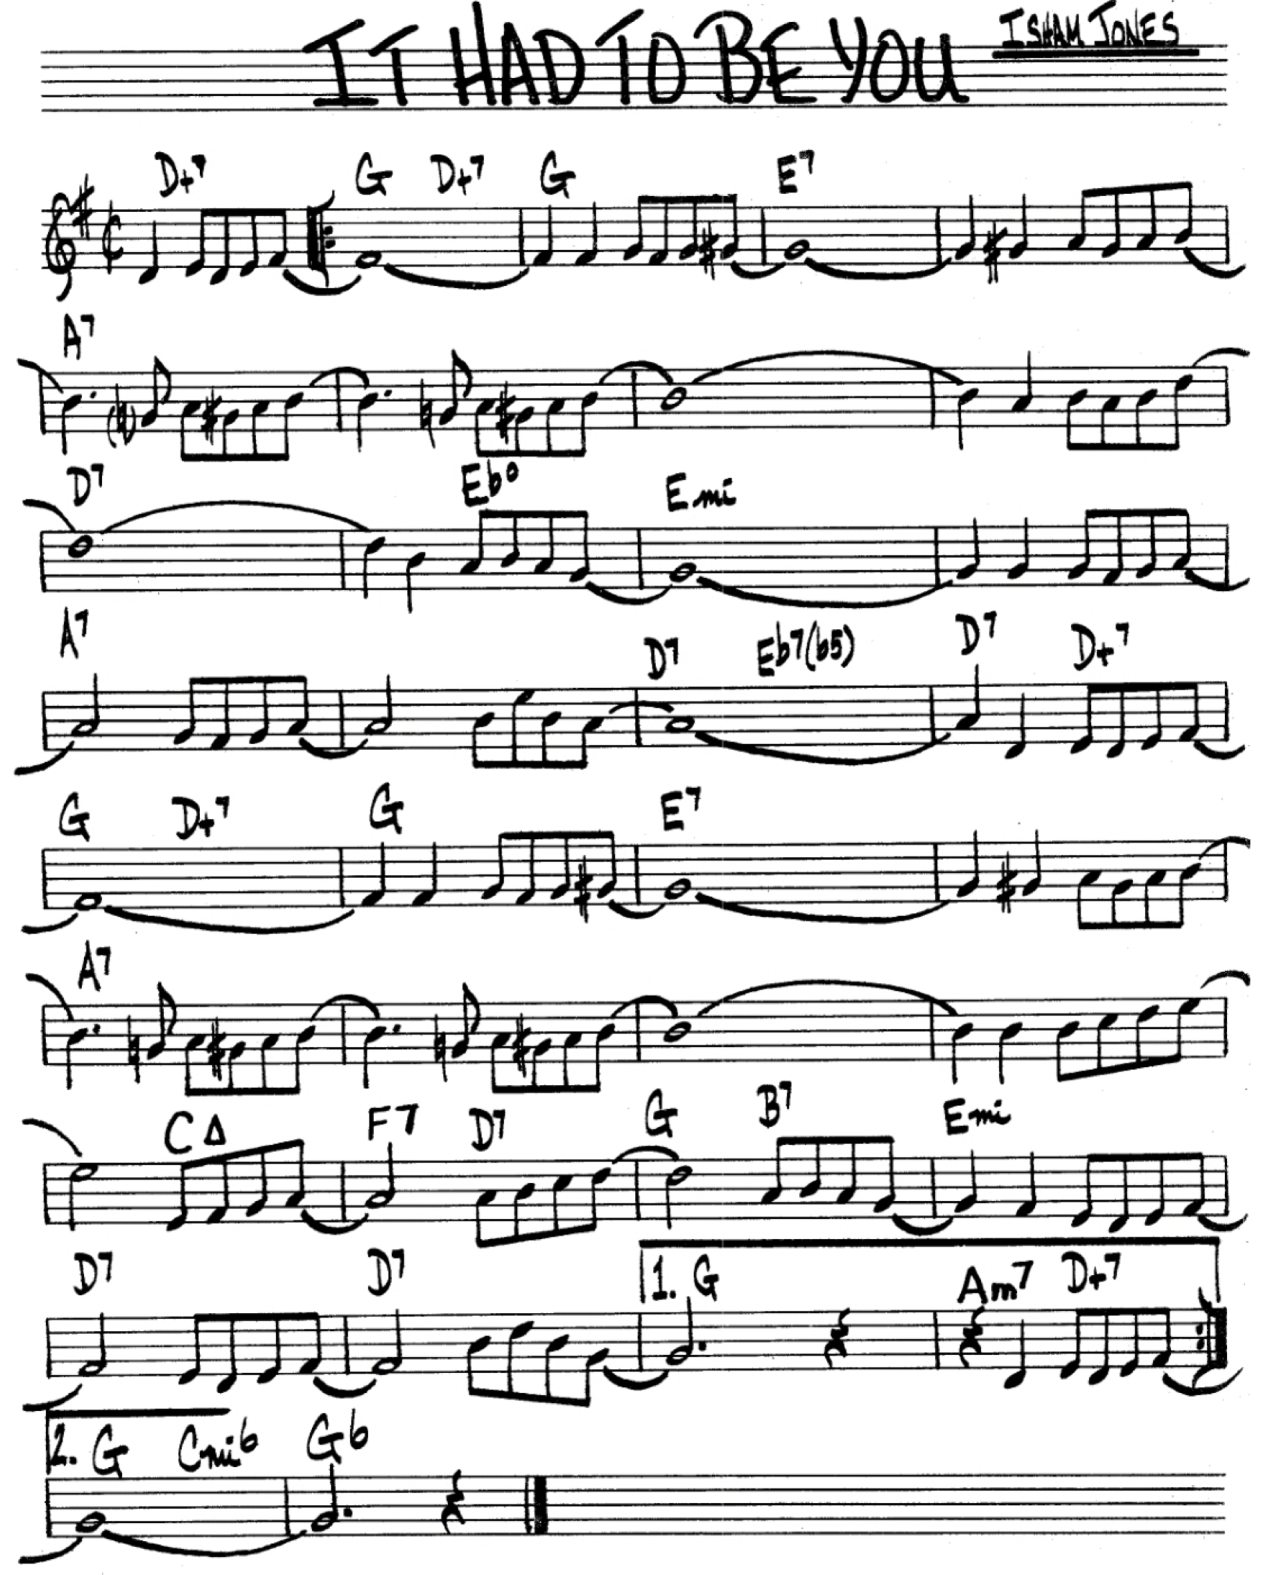 IT HAD TO BE YOU
ISHAM JONES
D+7 G D+7 G E7
A7
D7 Eb° Emi
A7 D7 Eb7(b5) D7 D+7
G D+7 G E7
A7
C△ F7 D7 G B7 Emi
D7 D7 1. G Am7 D+7
2. G Cmi6 G6